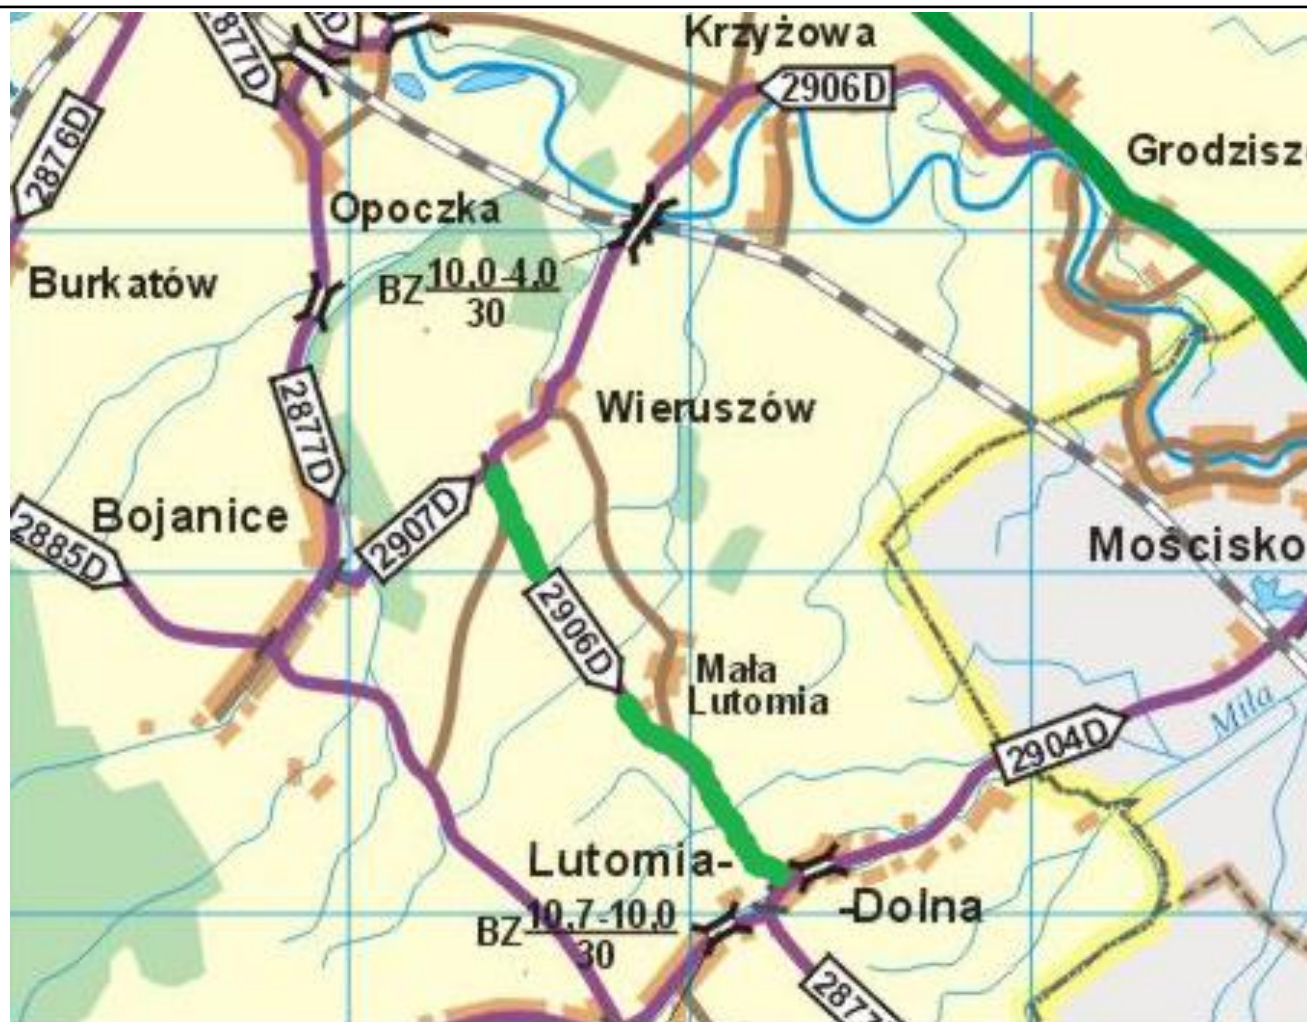 2877D
Krzyżowa
2906D
2876D
Grodzisz
Opoczka
Burkatów
BZ 10,0-4,0
30
Wieruszów
2877D
Bojanice
2907D
2885D
Mościsko
2906D
Mała
Lutomia
Miła
2904D
Lutomia-
-Dolna
BZ 10,7-10,0
30
2877